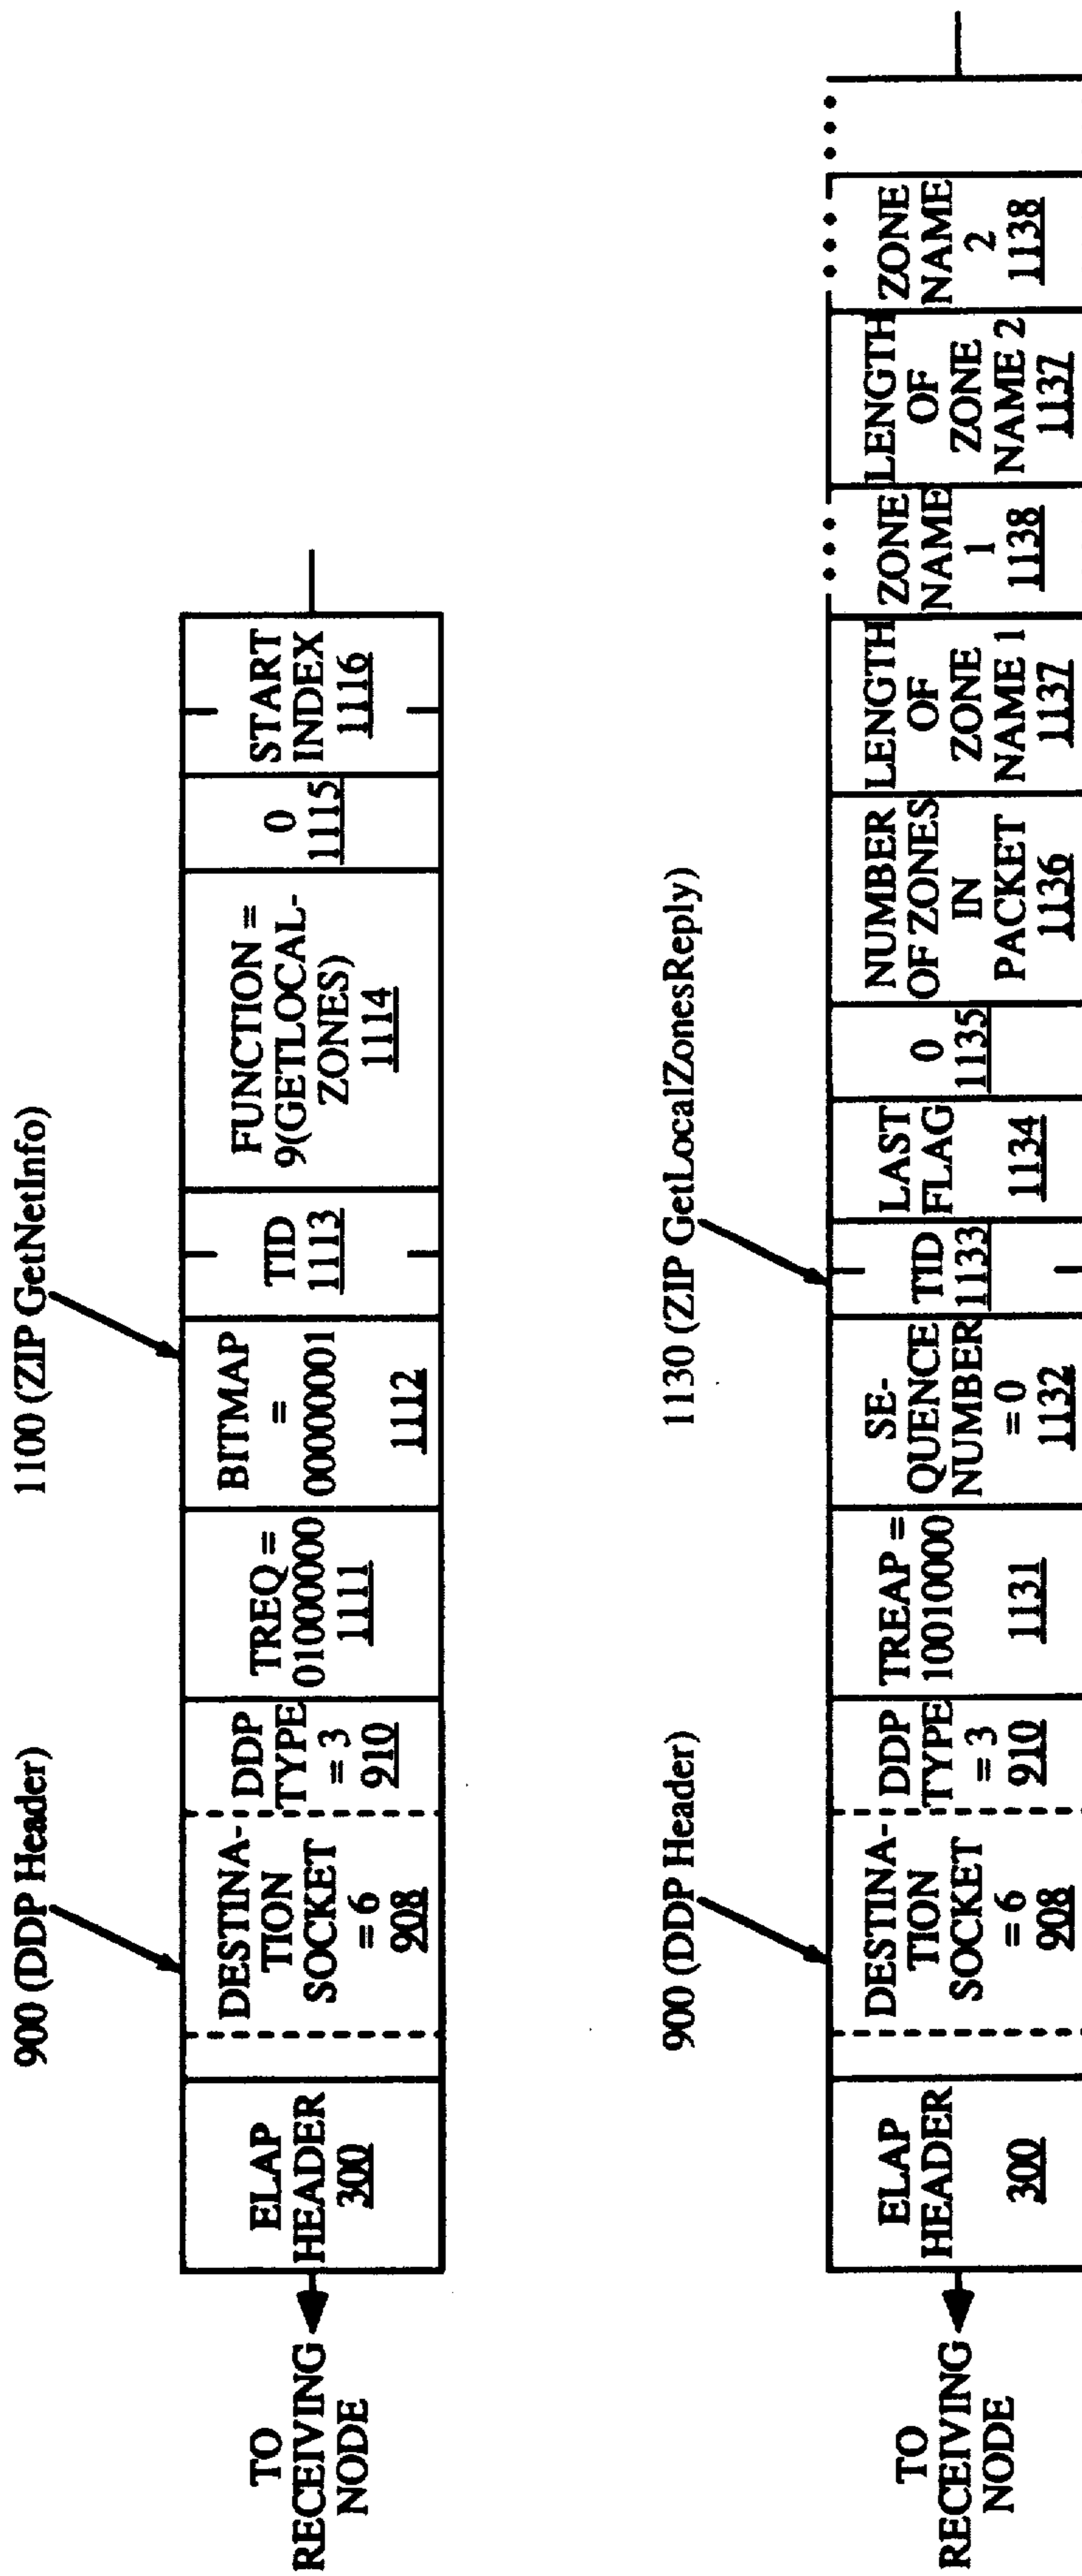 900 (DDP Header)
1100 (ZIP GetNetInfo)
TO
RECEIVING
NODE
ELAP
HEADER
300
DESTINA-
TION
SOCKET
= 6
908
DDP
TYPE
= 3
910
TREQ =
01000000
1111
BITMAP
=
00000001
1112
TID
1113
FUNCTION =
9(GETLOCAL-
ZONES)
1114
0
1115
START
INDEX
1116
900 (DDP Header)
1130 (ZIP GetLocalZonesReply)
TO
RECEIVING
NODE
ELAP
HEADER
300
DESTINA-
TION
SOCKET
= 6
908
DDP
TYPE
= 3
910
TREAP =
10010000
1131
SE-
QUENCE
NUMBER
= 0
1132
TID
1133
LAST
FLAG
1134
0
1135
NUMBER
OF ZONES
IN
PACKET
1136
LENGTH
OF
ZONE
NAME 1
1137
ZONE
NAME
1
1138
LENGTH
OF
ZONE
NAME 2
1137
ZONE
NAME
2
1138